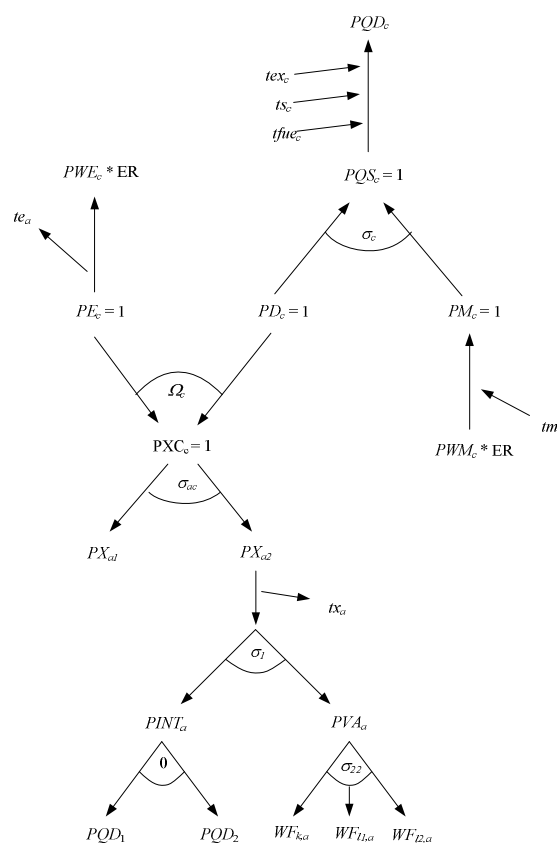 PQD_c
tex_c
ts_c
tfue_c
PWE_c * ER
PQS_c = 1
te_a
σ_c
PE_c = 1
PD_c = 1
PM_c = 1
Ω_c
tm
PXC_c = 1
PWM_c * ER
σ_ac
PX_a1
PX_a2
tx_a
σ_1
PINT_a
PVA_a
0
σ_22
PQD_1
PQD_2
WF_k,a
WF_l1,a
WF_l2,a